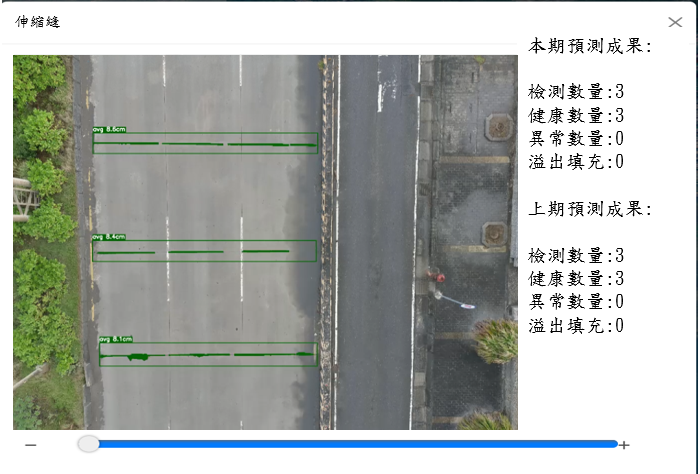 伸縮縫
本期預測成果:
檢測數量:3
健康數量:3
異常數量:0
溢出填充:0
上期預測成果:
檢測數量:3
健康數量:3
異常數量:0
溢出填充:0
avg 8.6cm
avg 8.4cm
avg 8.1cm